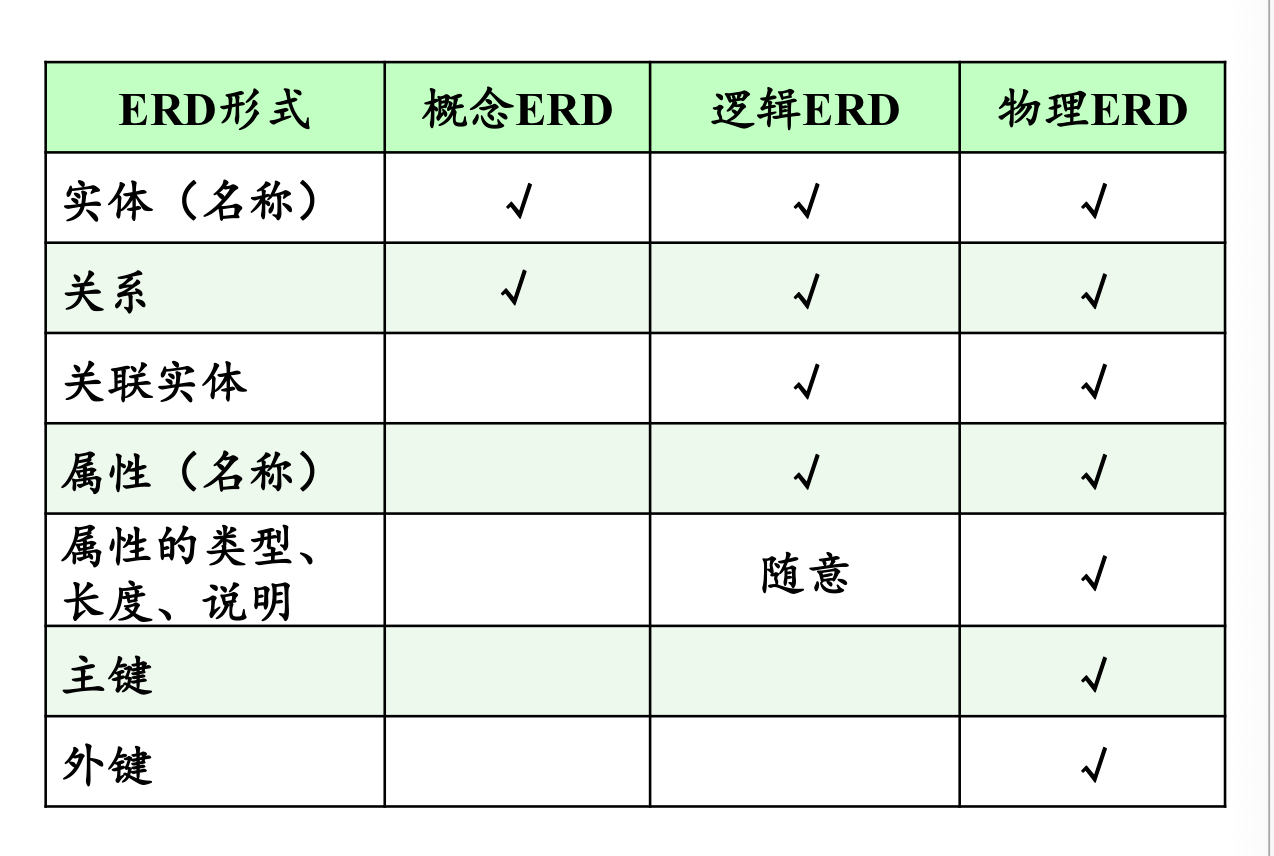 ERD形式 概念ERD 逻辑ERD 物理ERD
实体（名称） √ √ √
关系 √ √ √
关联实体 √ √
属性（名称） √ √
属性的类型、
长度、说明 随意 √
主键 √
外键 √